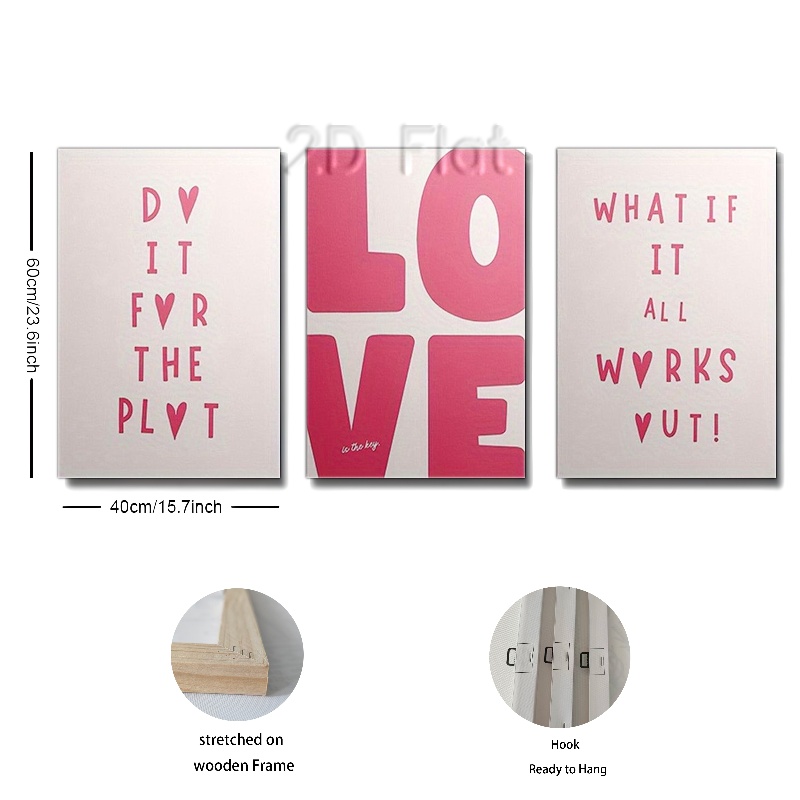 2D Flat
D♥
IT
F♥R
THE
PL♥T
LO
VE
is the key.
WHAT IF
IT
ALL
W♥RKS
♥UT!
60cm/23.6inch
40cm/15.7inch
stretched on
wooden Frame
Hook
Ready to Hang